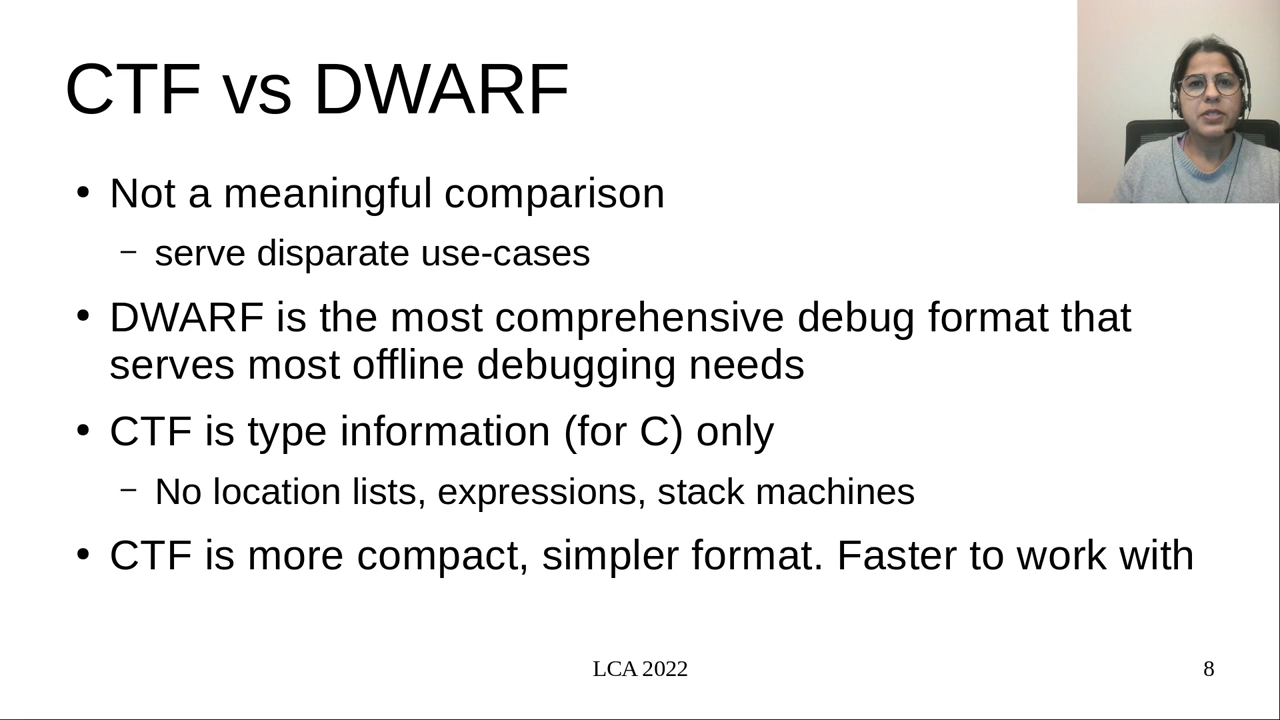 CTF vs DWARF
• Not a meaningful comparison
– serve disparate use-cases
• DWARF is the most comprehensive debug format that
serves most offline debugging needs
• CTF is type information (for C) only
– No location lists, expressions, stack machines
• CTF is more compact, simpler format. Faster to work with
LCA 2022
8